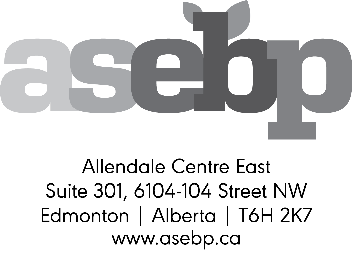 asebp
Allendale Centre East
Suite 301, 6104-104 Street NW
Edmonton | Alberta | T6H 2K7
www.asebp.ca